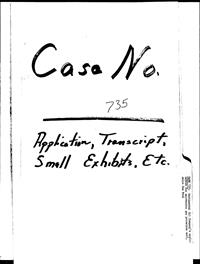 Case No.
735
Application, Transcript,
Small Exhibits, Etc.